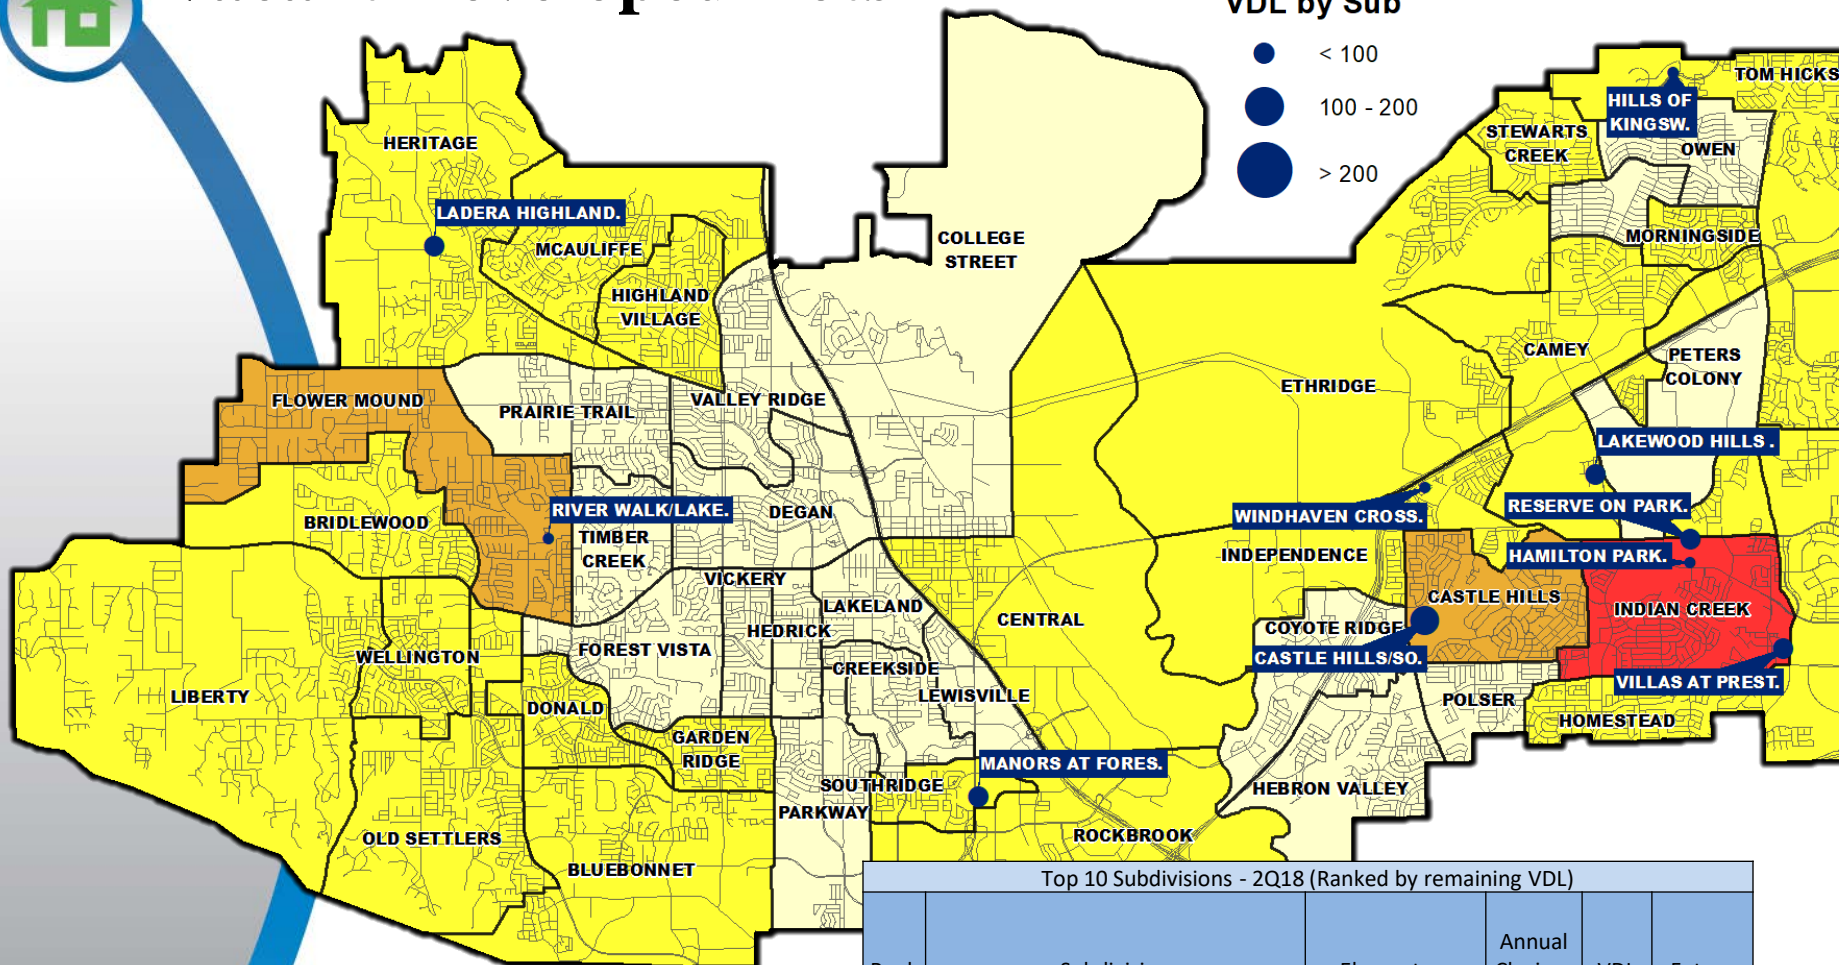 VDL by Sub
< 100
100 - 200
> 200
TOM HICKS
HILLS OF
KINGSW.
STEWARTS
CREEK
OWEN
HERITAGE
LADERA HIGHLAND.
MCAULIFFE
COLLEGE
STREET
MORNINGSIDE
HIGHLAND
VILLAGE
CAMEY
PETERS
COLONY
ETHRIDGE
FLOWER MOUND
PRAIRIE TRAIL
VALLEY RIDGE
LAKEWOOD HILLS .
RIVER WALK/LAKE.
DEGAN
WINDHAVEN CROSS.
RESERVE ON PARK.
BRIDLEWOOD
TIMBER
CREEK
INDEPENDENCE
HAMILTON PARK.
VICKERY
LAKELAND
CASTLE HILLS
INDIAN CREEK
CENTRAL
HEDRICK
COYOTE RIDGE
FOREST VISTA
WELLINGTON
CREEKSIDE
CASTLE HILLS/SO.
LIBERTY
LEWISVILLE
VILLAS AT PREST.
DONALD
POLSER
HOMESTEAD
GARDEN
RIDGE
MANORS AT FORES.
SOUTHRIDGE
HEBRON VALLEY
PARKWAY
OLD SETTLERS
ROCKBROOK
BLUEBONNET
Top 10 Subdivisions - 2Q18 (Ranked by remaining VDL)
Annual